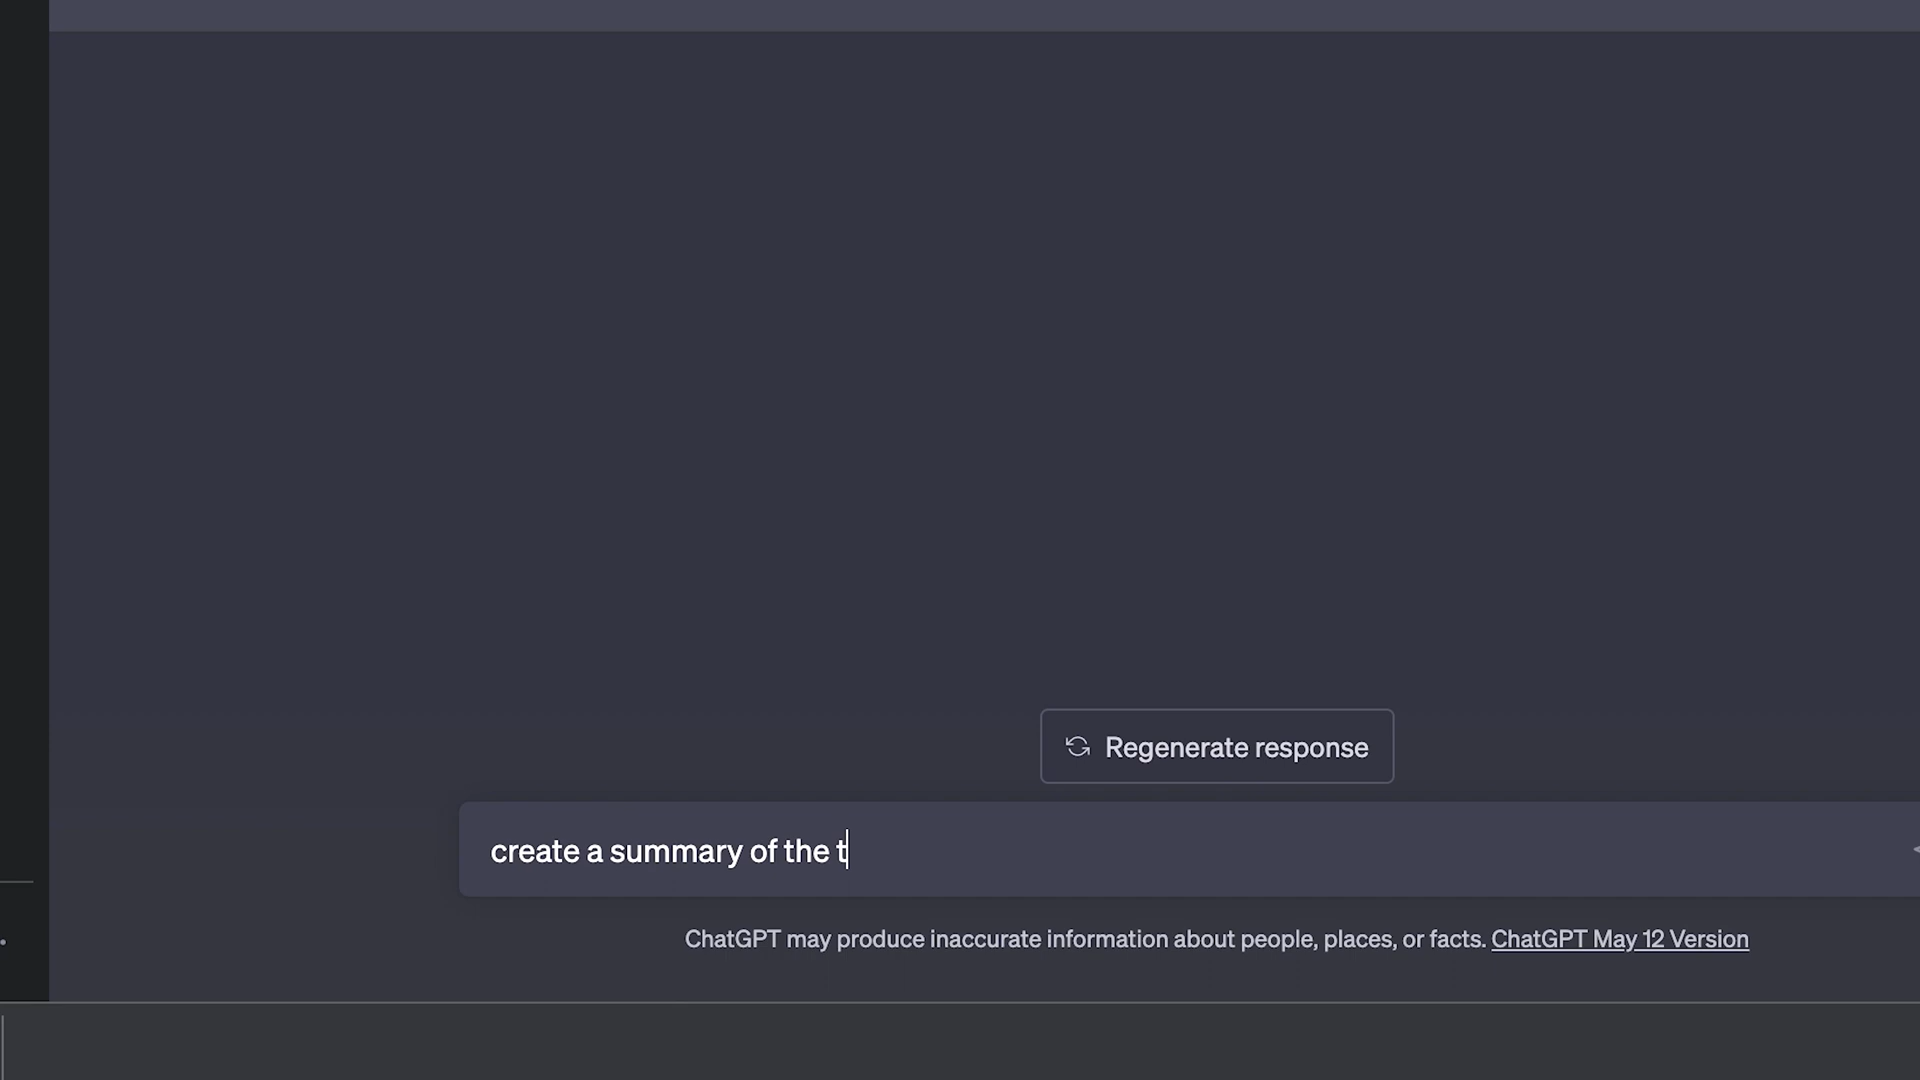 Regenerate response
create a summary of the t
ChatGPT may produce inaccurate information about people, places, or facts. ChatGPT May 12 Version